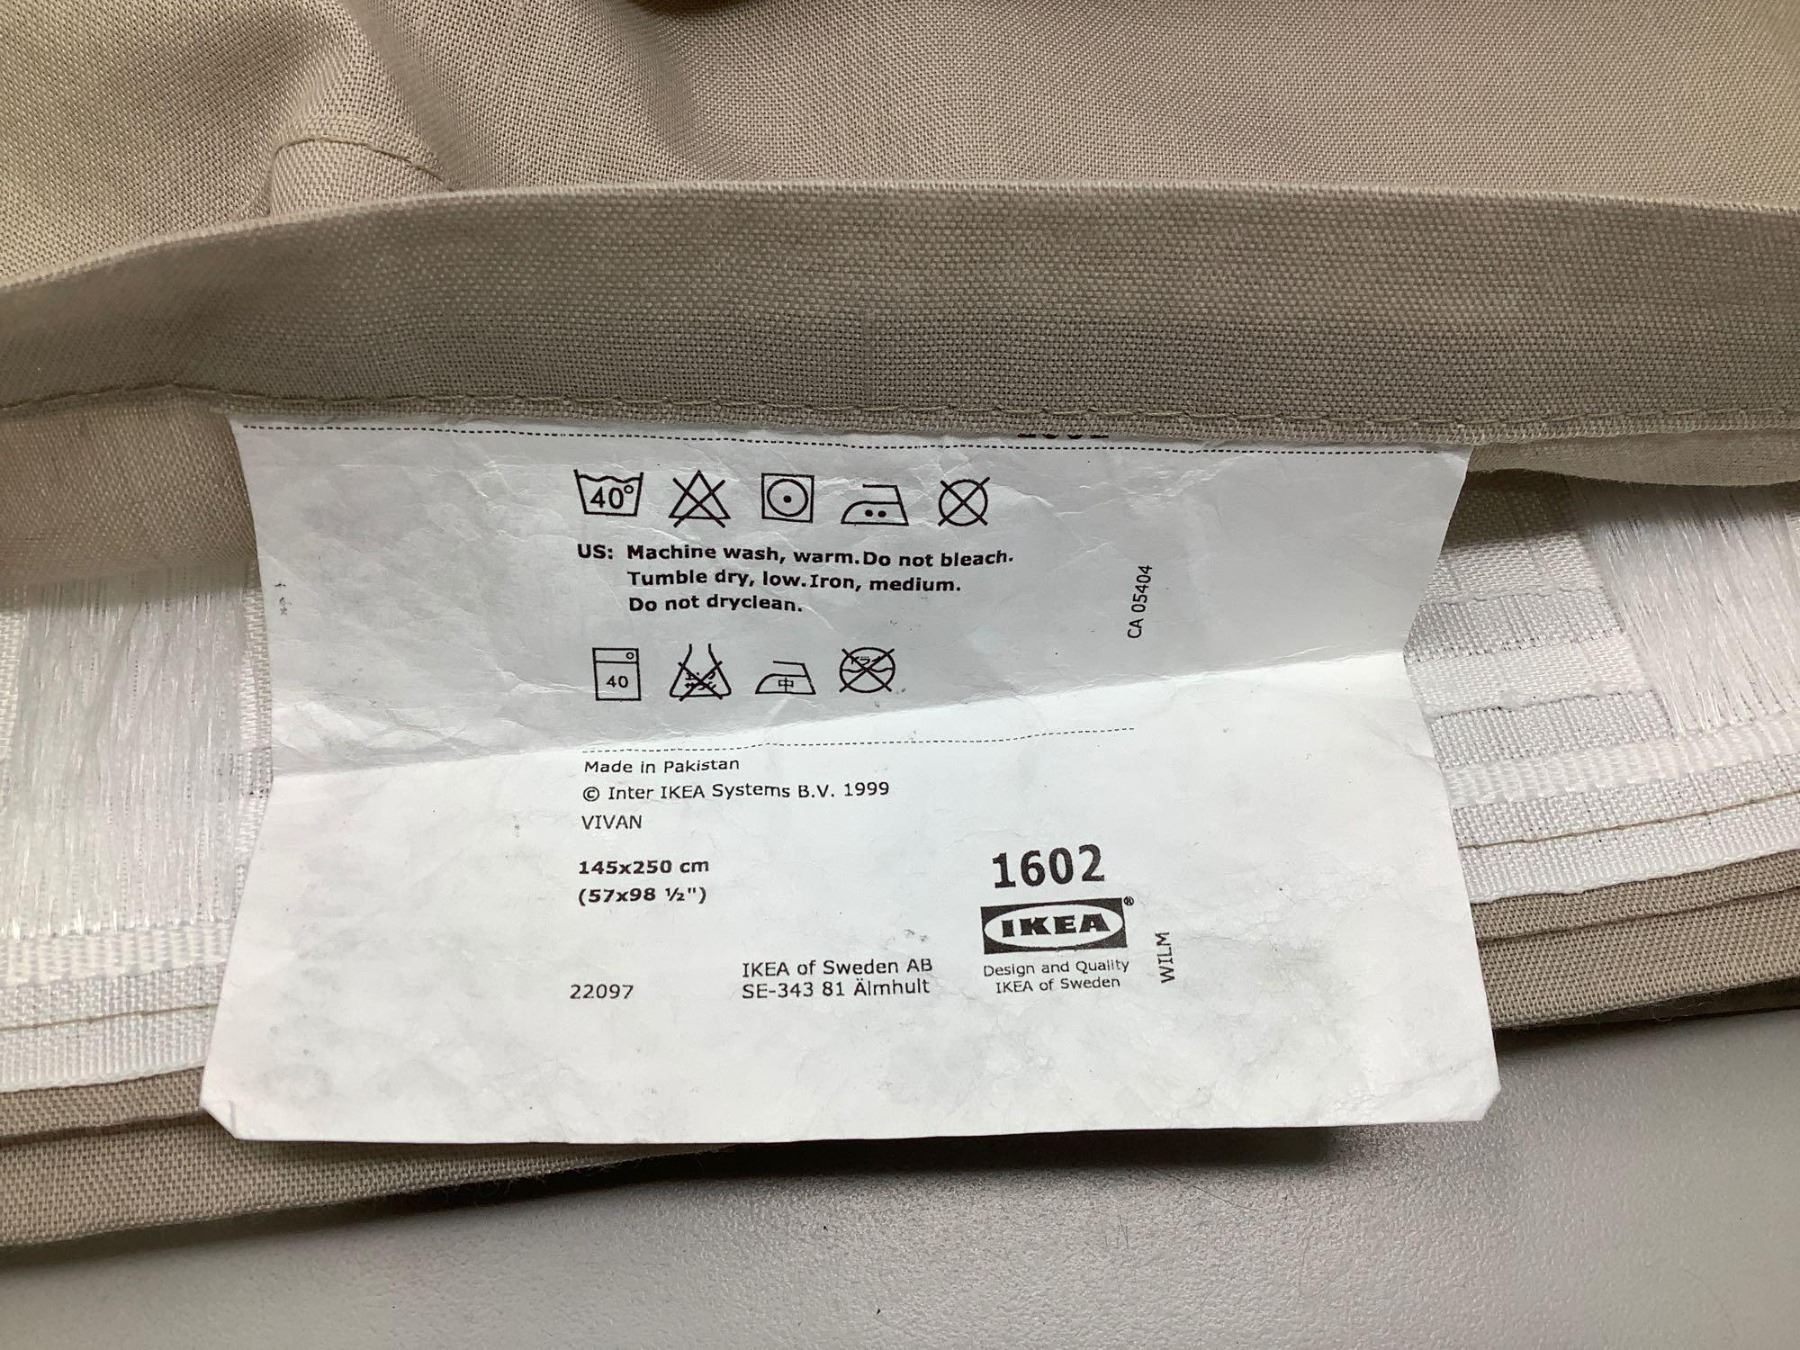 40°
US: Machine wash, warm.Do not bleach.
Tumble dry, low.Iron, medium.
Do not dryclean.
CA 05404
40
中
Made in Pakistan
© Inter IKEA Systems B.V. 1999
VIVAN
145x250 cm
(57x98 ½")
1602
IKEA®
Design and Quality
IKEA of Sweden
WILM
22097
IKEA of Sweden AB
SE-343 81 Älmhult